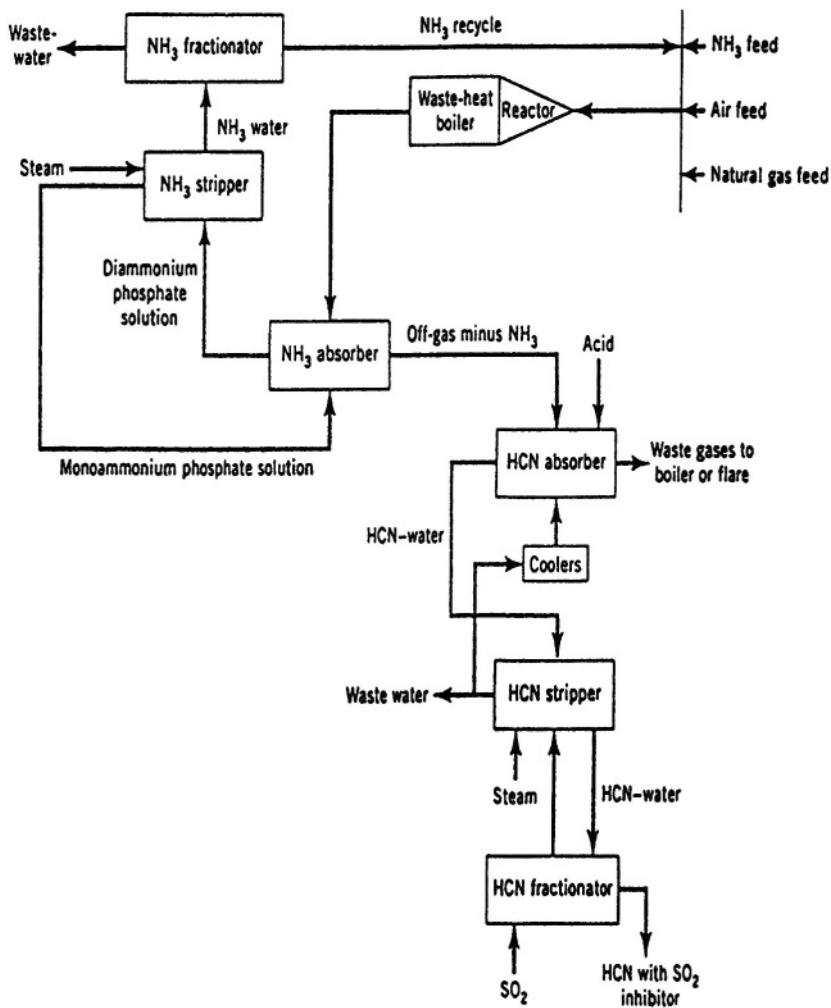 Waste-
water
NH3 fractionator
NH3 recycle
NH3 feed
Waste-heat
boiler
Reactor
Air feed
NH3 water
Steam
NH3 stripper
Natural gas feed
Diammonium
phosphate
solution
NH3 absorber
Off-gas minus NH3
Acid
Monoammonium phosphate solution
HCN absorber
Waste gases to
boiler or flare
HCN–water
Coolers
Waste water
HCN stripper
Steam
HCN–water
HCN fractionator
SO2
HCN with SO2
inhibitor